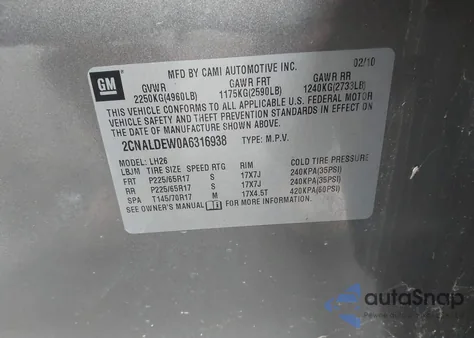 GM
MFD BY CAMI AUTOMOTIVE INC. 02/10
GVWR GAWR FRT GAWR RR
2250KG(4960LB) 1175KG(2590LB) 1240KG(2733LB)
THIS VEHICLE CONFORMS TO ALL APPLICABLE U.S. FEDERAL MOTOR
VEHICLE SAFETY AND THEFT PREVENTION STANDARDS IN EFFECT ON
THE DATE OF MANUFACTURE SHOWN ABOVE.
2CNALDEW0A6316938 TYPE: M.P.V.
MODEL: LH26
LBJM TIRE SIZE SPEED RTG RIM COLD TIRE PRESSURE
FRT P225/65R17 S 17X7J 240KPA(35PSI)
RR P225/65R17 S 17X7J 240KPA(35PSI)
SPA T145/70R17 M 17X4.5T 420KPA(60PSI)
SEE OWNER'S MANUAL FOR MORE INFORMATION.
autoSnap